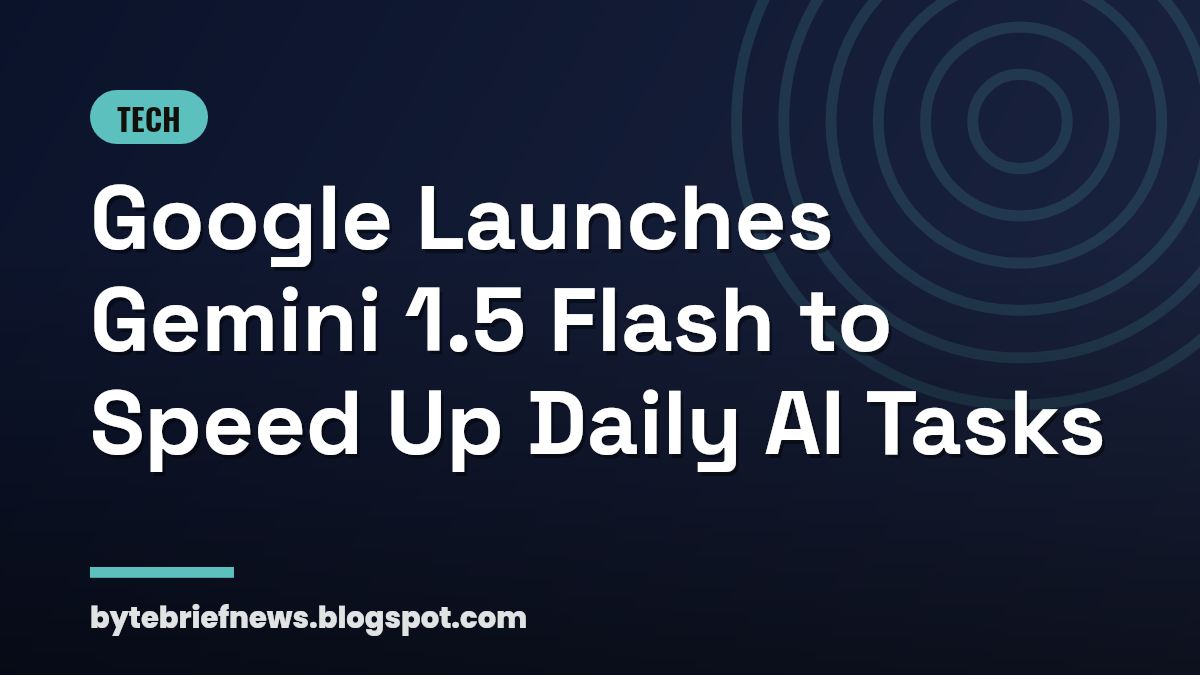 TECH
Google Launches
Gemini 1.5 Flash to
Speed Up Daily AI Tasks
bytebriefnews.blogspot.com